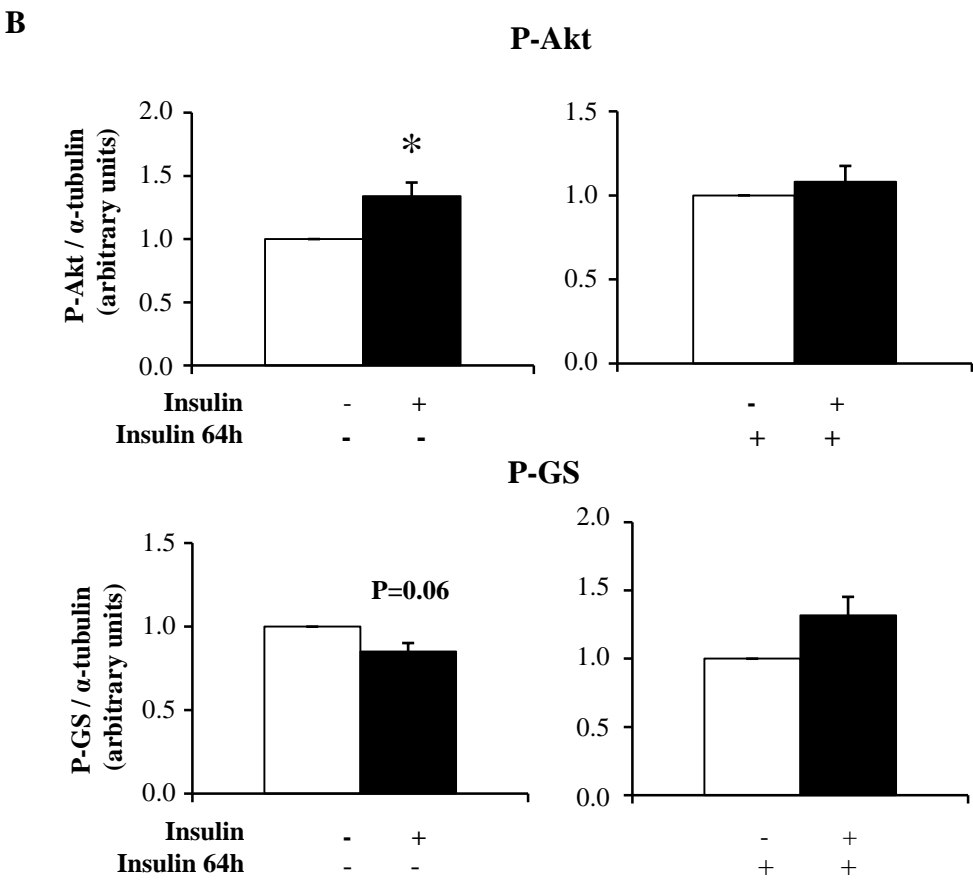 B
P-Akt
P-Akt / α-tubulin
(arbitrary units)
2.0
1.5
1.0
0.5
0.0
*
1.5
1.0
0.5
0.0
Insulin - + - +
Insulin 64h - - + +
P-GS
P-GS / α-tubulin
(arbitrary units)
1.5
1.0
0.5
0.0
P=0.06
2.0
1.5
1.0
0.5
0.0
Insulin - + - +
Insulin 64h - - + +